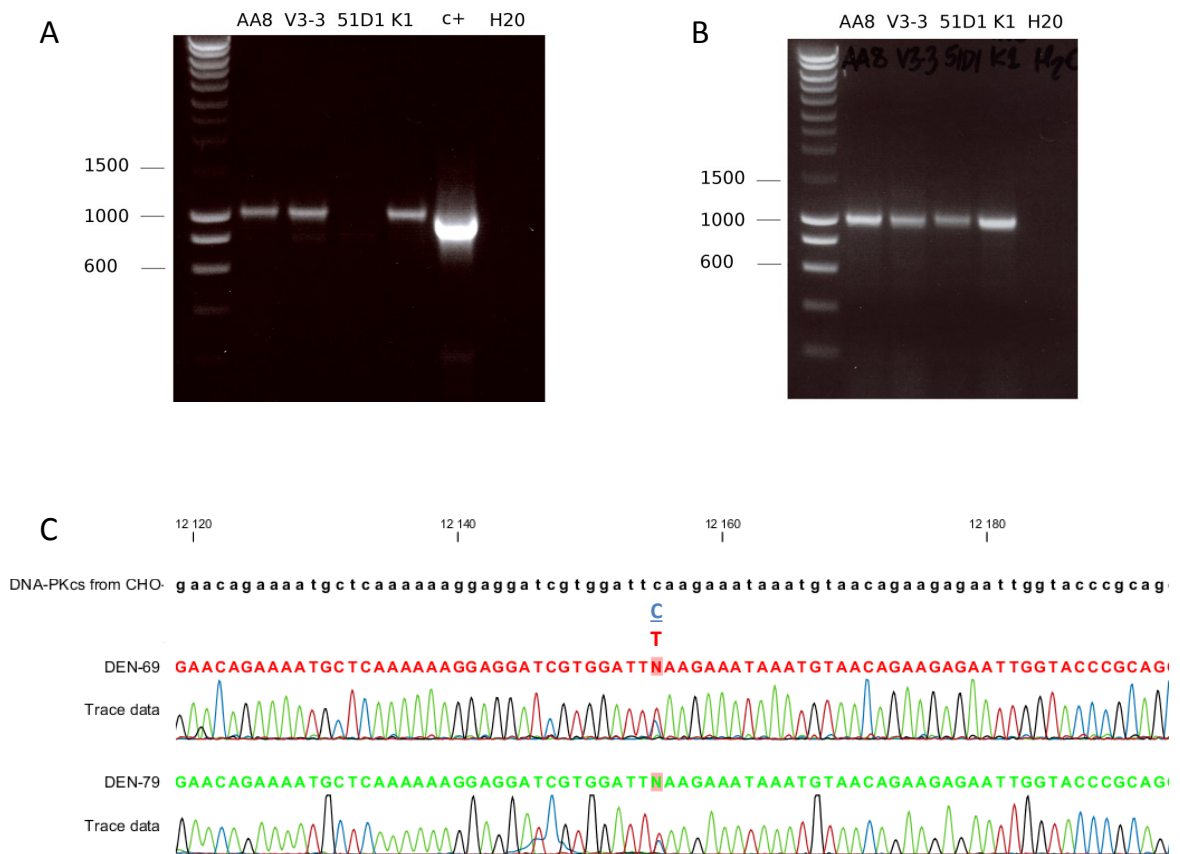 A
AA8 V3-3 51D1 K1 c+ H20
1500
1000
600
B
AA8 V3-3 51D1 K1 H20
AA8 V3-3 51D1 K1 H2O
1500
1000
600
C
12 120 12 140 12 160 12 180
DNA-PKcs from CHO gaacagaaaatgctcaaaaaaggaggatcgtggattcaagaaataaatgtaacagaagagaattggtacccgcag
C
T
DEN-69 GAACAGAAAATGCTCAAAAAAGGAGGATCGTGGATTNAAGAAATAAATGTAACAGAAGAGAATTGGTACCCGCAG
Trace data
DEN-79 GAACAGAAAATGCTCAAAAAAGGAGGATCGTGGATTNAAGAAATAAATGTAACAGAAGAGAATTGGTACCCGCAG
Trace data